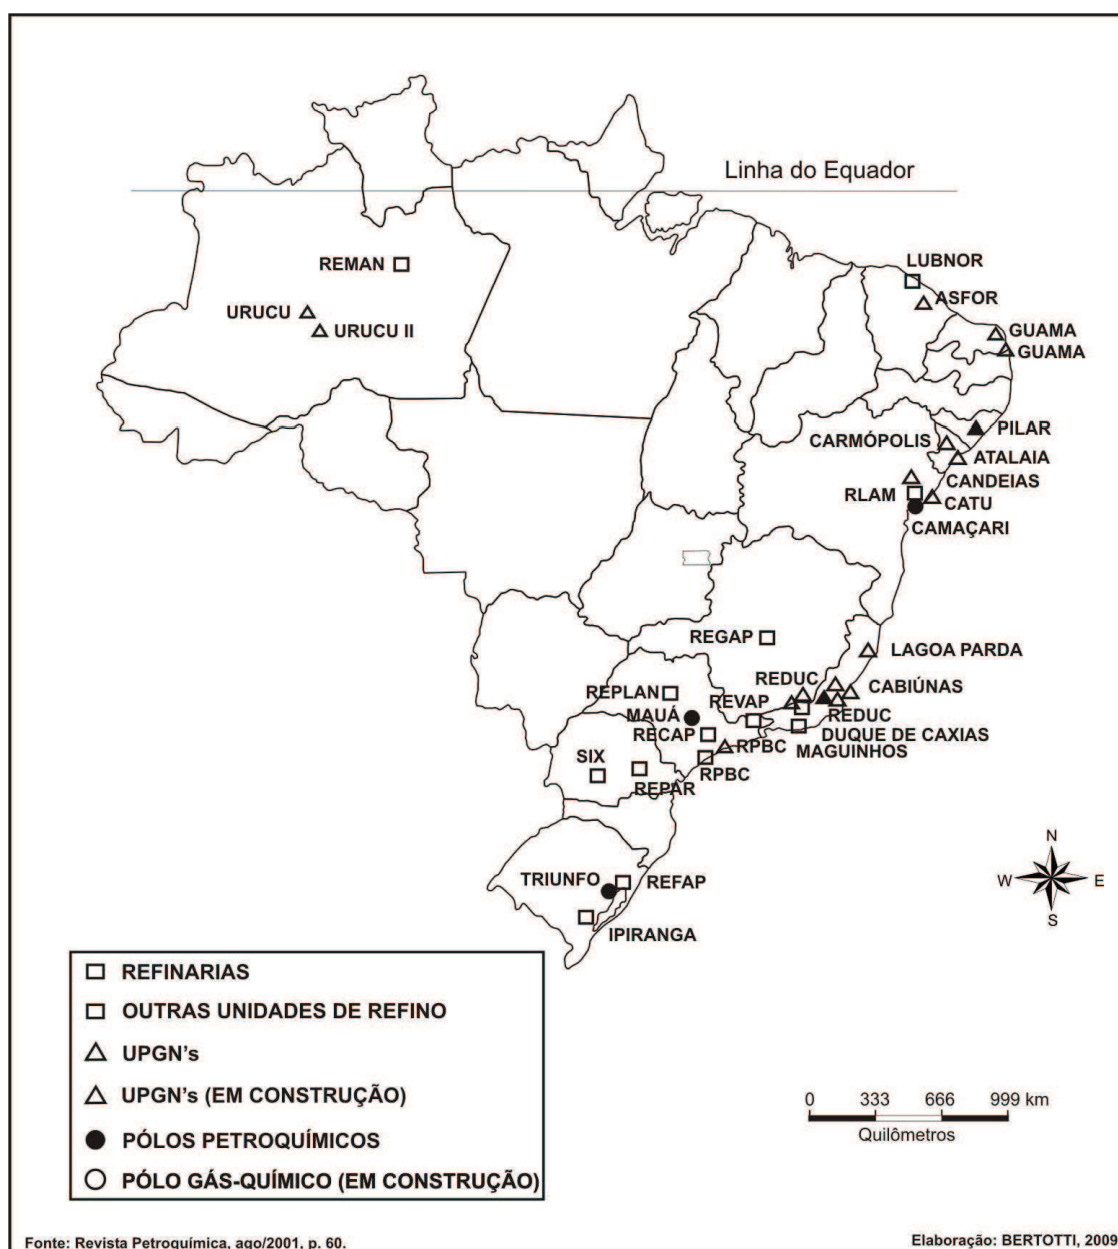 Linha do Equador
LUBNOR
REMAN
ASFOR
URUCU
URUCU II
GUAMA
GUAMA
PILAR
CARMÓPOLIS
ATALAIA
CANDEIAS
RLAM
CATU
CAMAÇARI
REGAP
LAGOA PARDA
REDUC
CABIÚNAS
REPLAN
REVAP
MAUÁ
REDUC
RECAP
DUQUE DE CAXIAS
RPBC
MAGUINHOS
SIX
RPBC
REPAR
TRIUNFO
REFAP
IPIRANGA
N
W
E
S
REFINARIAS
OUTRAS UNIDADES DE REFINO
UPGN's
UPGN's (EM CONSTRUÇÃO)
PÓLOS PETROQUÍMICOS
PÓLO GÁS-QUÍMICO (EM CONSTRUÇÃO)
0 333 666 999 km
Quilômetros
Fonte: Revista Petroquímica, ago/2001, p. 60.
Elaboração: BERTOTTI, 2009